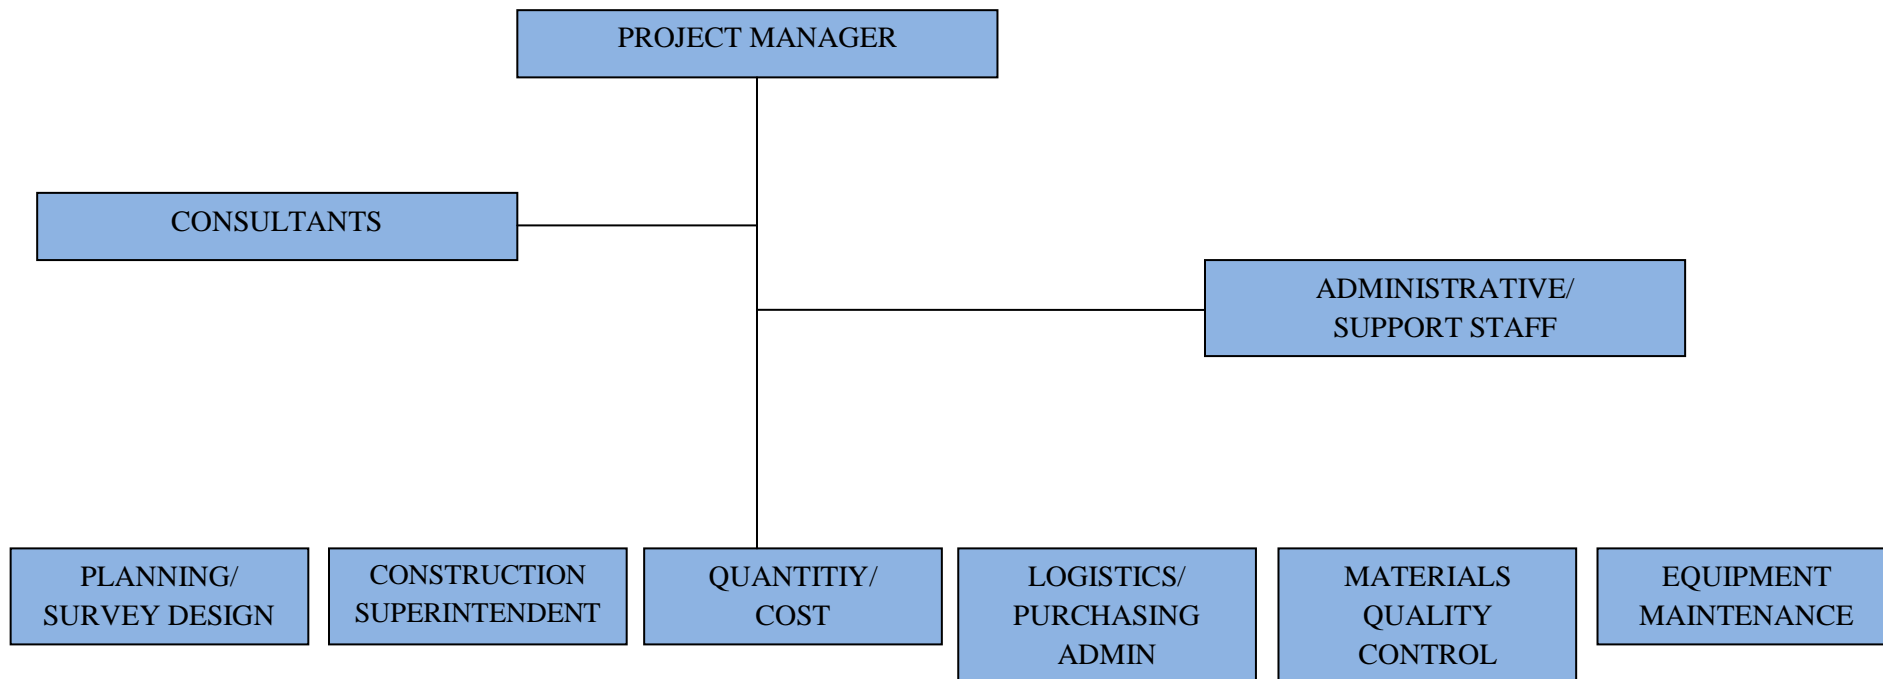 PROJECT MANAGER
CONSULTANTS
ADMINISTRATIVE/
SUPPORT STAFF
PLANNING/
SURVEY DESIGN
CONSTRUCTION
SUPERINTENDENT
QUANTITIY/
COST
LOGISTICS/
PURCHASING
ADMIN
MATERIALS
QUALITY
CONTROL
EQUIPMENT
MAINTENANCE